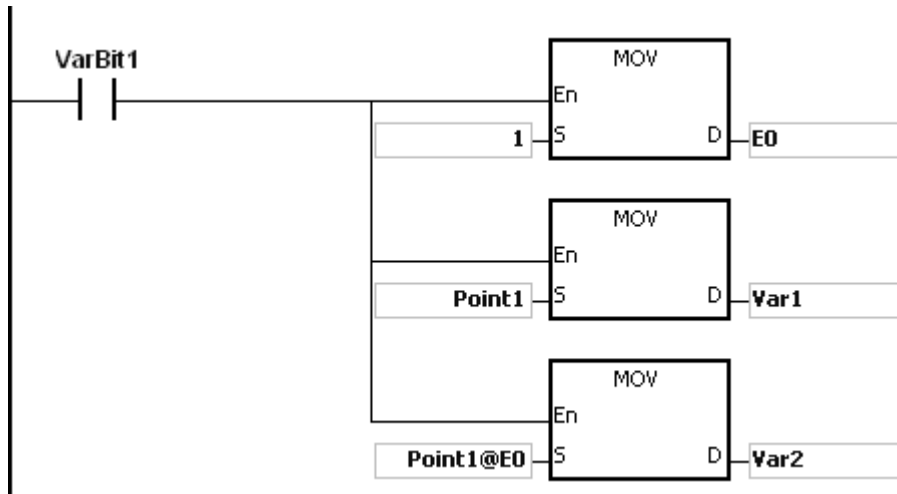 VarBit1
MOV
En
1 S D E0
MOV
En
Point1 S D Var1
MOV
En
Point1@E0 S D Var2